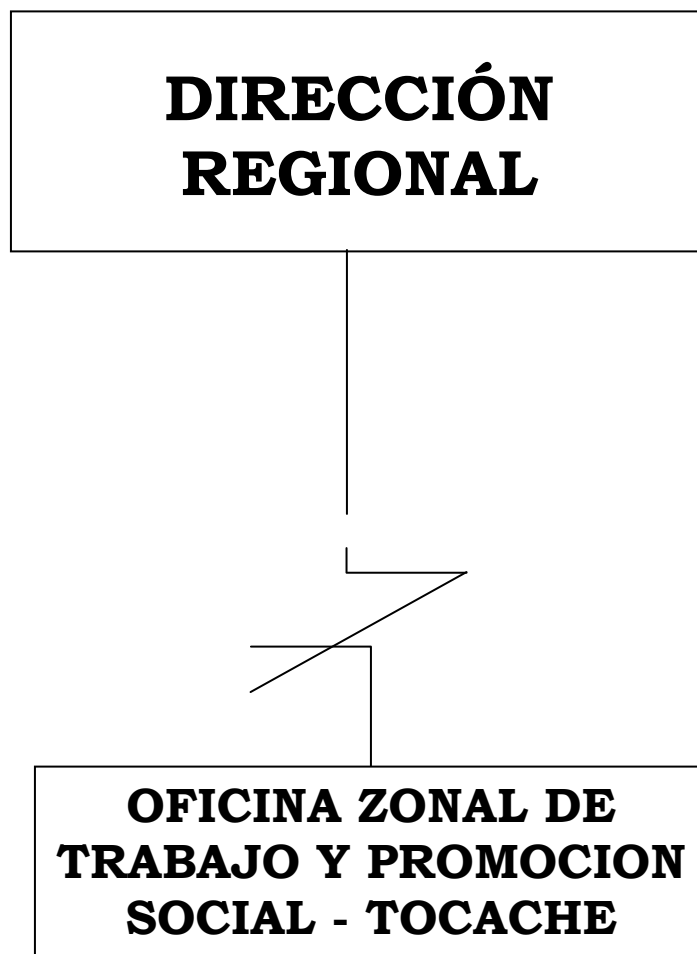 DIRECCIÓN
REGIONAL
OFICINA ZONAL DE
TRABAJO Y PROMOCION
SOCIAL - TOCACHE